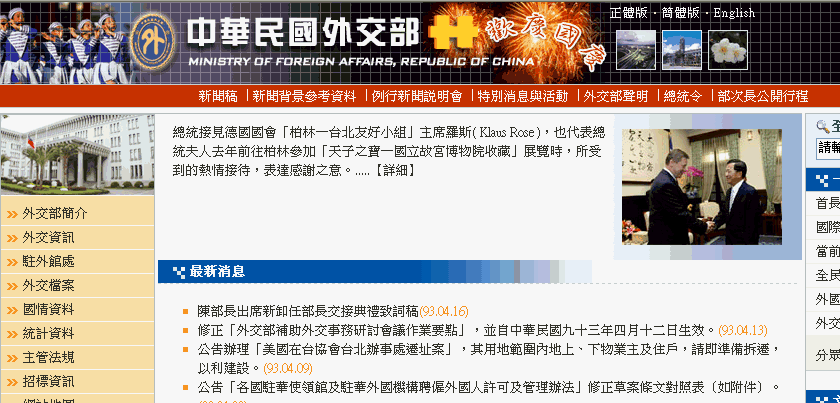 正體版・簡體版・English
中華民國外交部
歡度國慶
MINISTRY OF FOREIGN AFFAIRS, REPUBLIC OF CHINA
新聞稿 | 新聞背景參考資料 | 例行新聞說明會 | 特別消息與活動 | 外交部聲明 | 總統令 | 部次長公開行程
總統接見德國國會「柏林一台北友好小組」主席羅斯( Klaus Rose )，也代表總
統夫人去年前往柏林參加「天子之寶一國立故宮博物院收藏」展覽時，所受
到的熱情接待，表達感謝之意。.....【詳細】
外交部簡介
外交資訊
駐外館處
外交檔案
國情資料
統計資料
主管法規
招標資訊
最新消息
陳部長出席新卸任部長交接典禮致詞稿(93.04.16)
修正「外交部補助外交事務研討會議作業要點」，並自中華民國九十三年四月十二日生效。(93.04.13)
公告辦理「美國在台協會台北辦事處遷址案」，其用地範圍內地上、下物業主及住戶，請即準備拆遷，
以利建設。(93.04.09)
公告「各國駐華使領館及駐華外國機構聘僱外國人許可及管理辦法」修正草案條文對照表〔如附件〕。
請輸
首長
國際
當前
全民
外國
外交
分眾